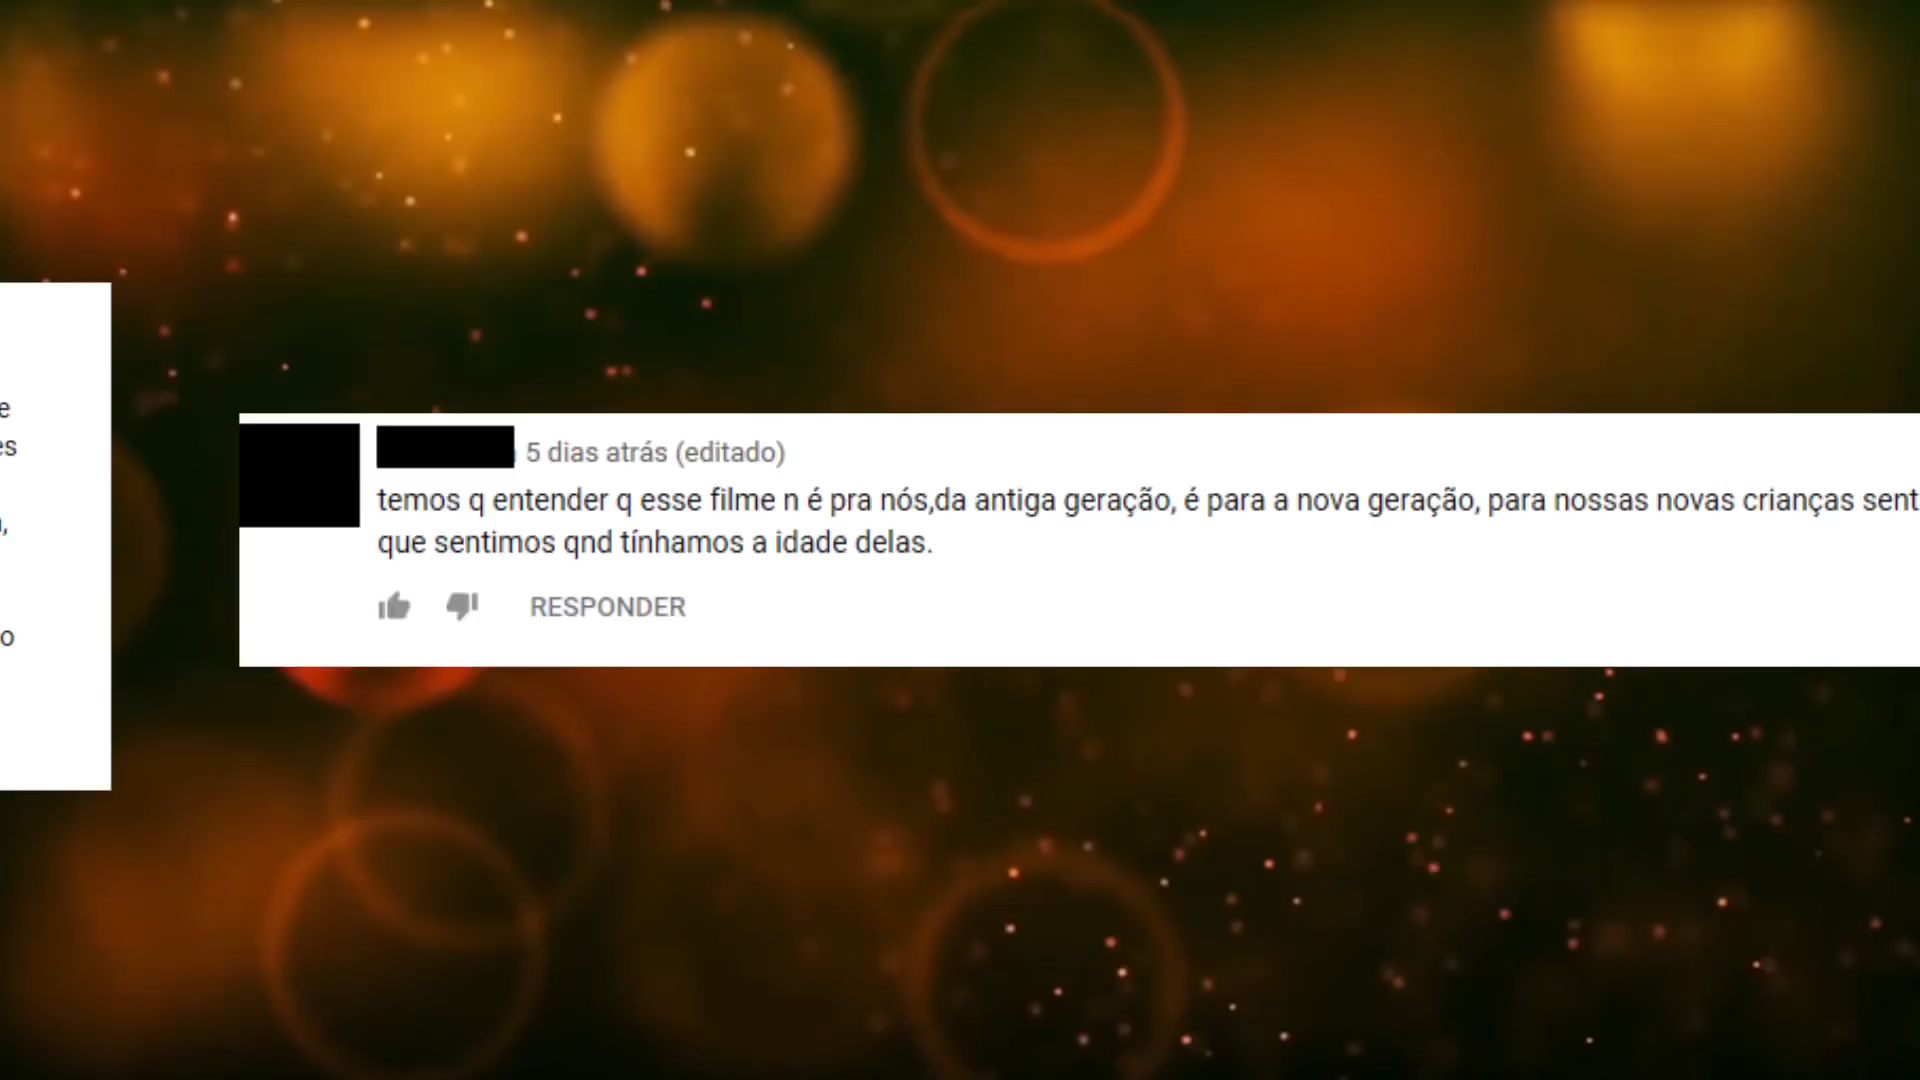 e
es
,
o
5 dias atrás (editado)
temos q entender q esse filme n é pra nós,da antiga geração, é para a nova geração, para nossas novas crianças sent
que sentimos qnd tínhamos a idade delas.
RESPONDER